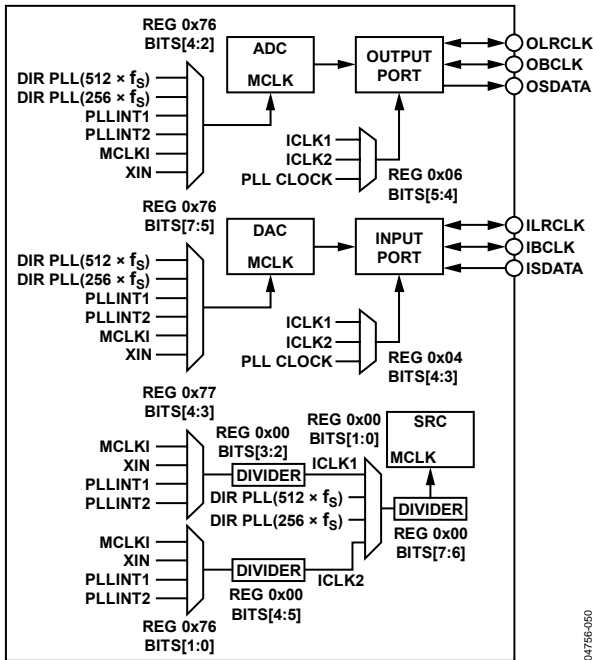 REG 0x76
BITS[4:2]
ADC
MCLK
OUTPUT
PORT
OLRCLK
OBCLK
OSDATA
DIR PLL(512 × fS)
DIR PLL(256 × fS)
PLLINT1
PLLINT2
MCLKI
XIN
ICLK1
ICLK2
PLL CLOCK
REG 0x06
BITS[5:4]
REG 0x76
BITS[7:5]
DAC
MCLK
INPUT
PORT
ILRCLK
IBCLK
ISDATA
DIR PLL(512 × fS)
DIR PLL(256 × fS)
PLLINT1
PLLINT2
MCLKI
XIN
ICLK1
ICLK2
PLL CLOCK
REG 0x04
BITS[4:3]
REG 0x77
BITS[4:3]
MCLKI
XIN
PLLINT1
PLLINT2
REG 0x00
BITS[3:2]
DIVIDER
ICLK1
REG 0x00
BITS[1:0]
SRC
MCLK
DIR PLL(512 × fS)
DIR PLL(256 × fS)
DIVIDER
REG 0x00
BITS[7:6]
MCLKI
XIN
PLLINT1
PLLINT2
DIVIDER
ICLK2
REG 0x00
BITS[4:5]
REG 0x76
BITS[1:0]
04756-050